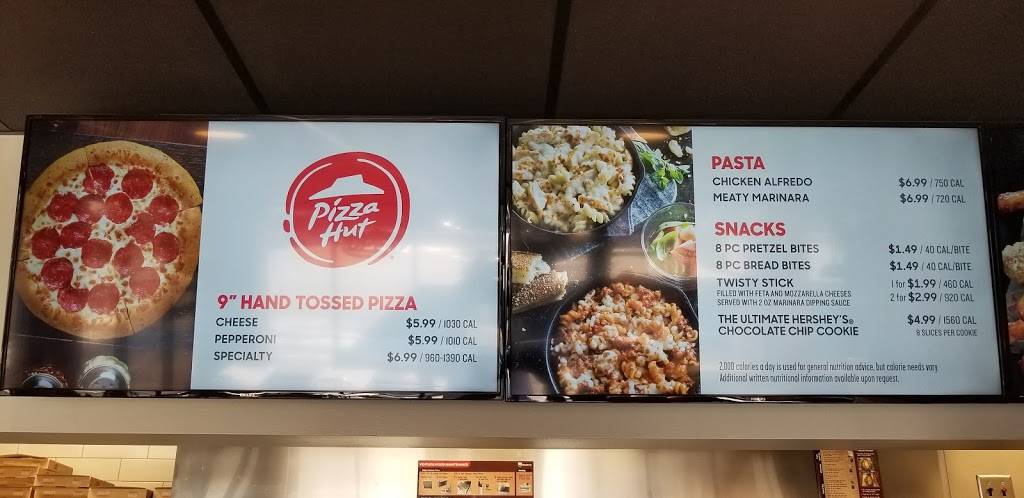 Pizza
Hut
9" HAND TOSSED PIZZA
CHEESE $5.99 / 1030 CAL
PEPPERONI $5.99 / 1010 CAL
SPECIALTY $6.99 / 960-1390 CAL
PASTA
CHICKEN ALFREDO $6.99 / 750 CAL
MEATY MARINARA $6.99 / 720 CAL
SNACKS
8 PC PRETZEL BITES $1.49 / 40 CAL/BITE
8 PC BREAD BITES $1.49 / 40 CAL/BITE
TWISTY STICK 1 for $1.99 / 460 CAL
FILLED WITH FETA AND MOZZARELLA CHEESES
SERVED WITH 2 OZ MARINARA DIPPING SAUCE 2 for $2.99 / 920 CAL
THE ULTIMATE HERSHEY'S® $4.99 / 1560 CAL
CHOCOLATE CHIP COOKIE 8 SLICES PER COOKIE
2,000 calories a day is used for general nutrition advice, but calorie needs vary.
Additional written nutritional information available upon request.